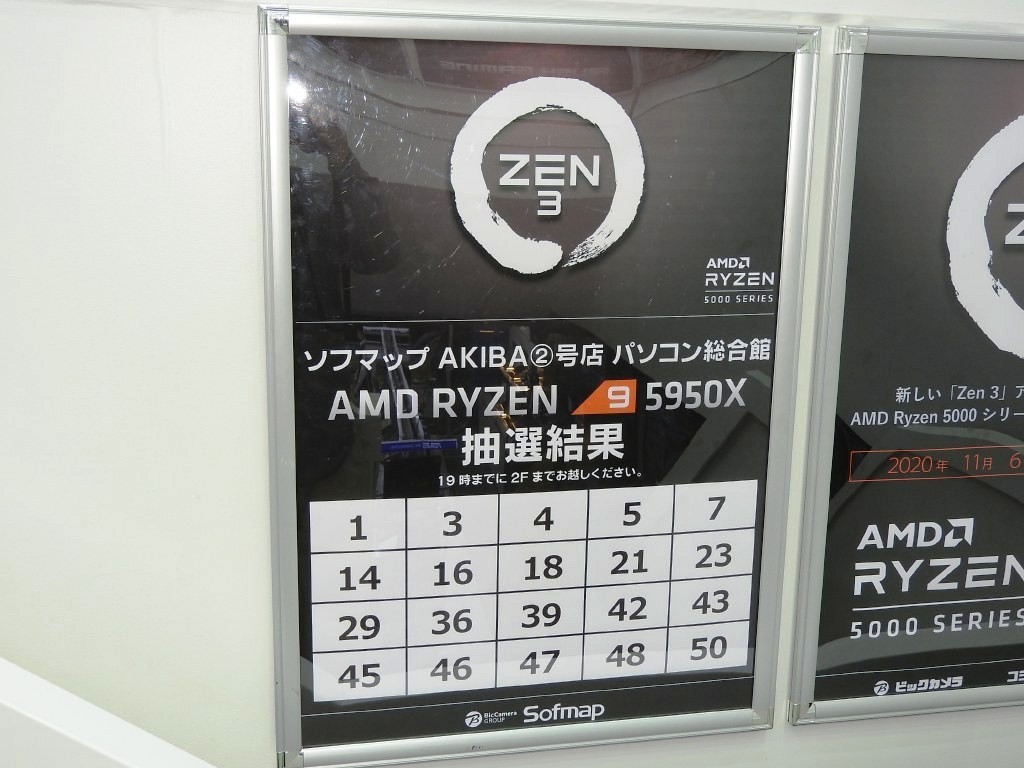 ZEN
3
AMD
RYZEN
5000 SERIES
ソフマップ AKIBA②号店 パソコン総合館
AMD RYZEN 9 5950X
抽選結果
19時までに2Fまでお越しください。
1 3 4 5 7
14 16 18 21 23
29 36 39 42 43
45 46 47 48 50
BicCamera
GROUP
Sofmap
新しい「Zen 3」ア
AMD Ryzen 5000 シリー
2020年 11月 6
AMD
RYZEN
5000 SERIES
ビックカメラ